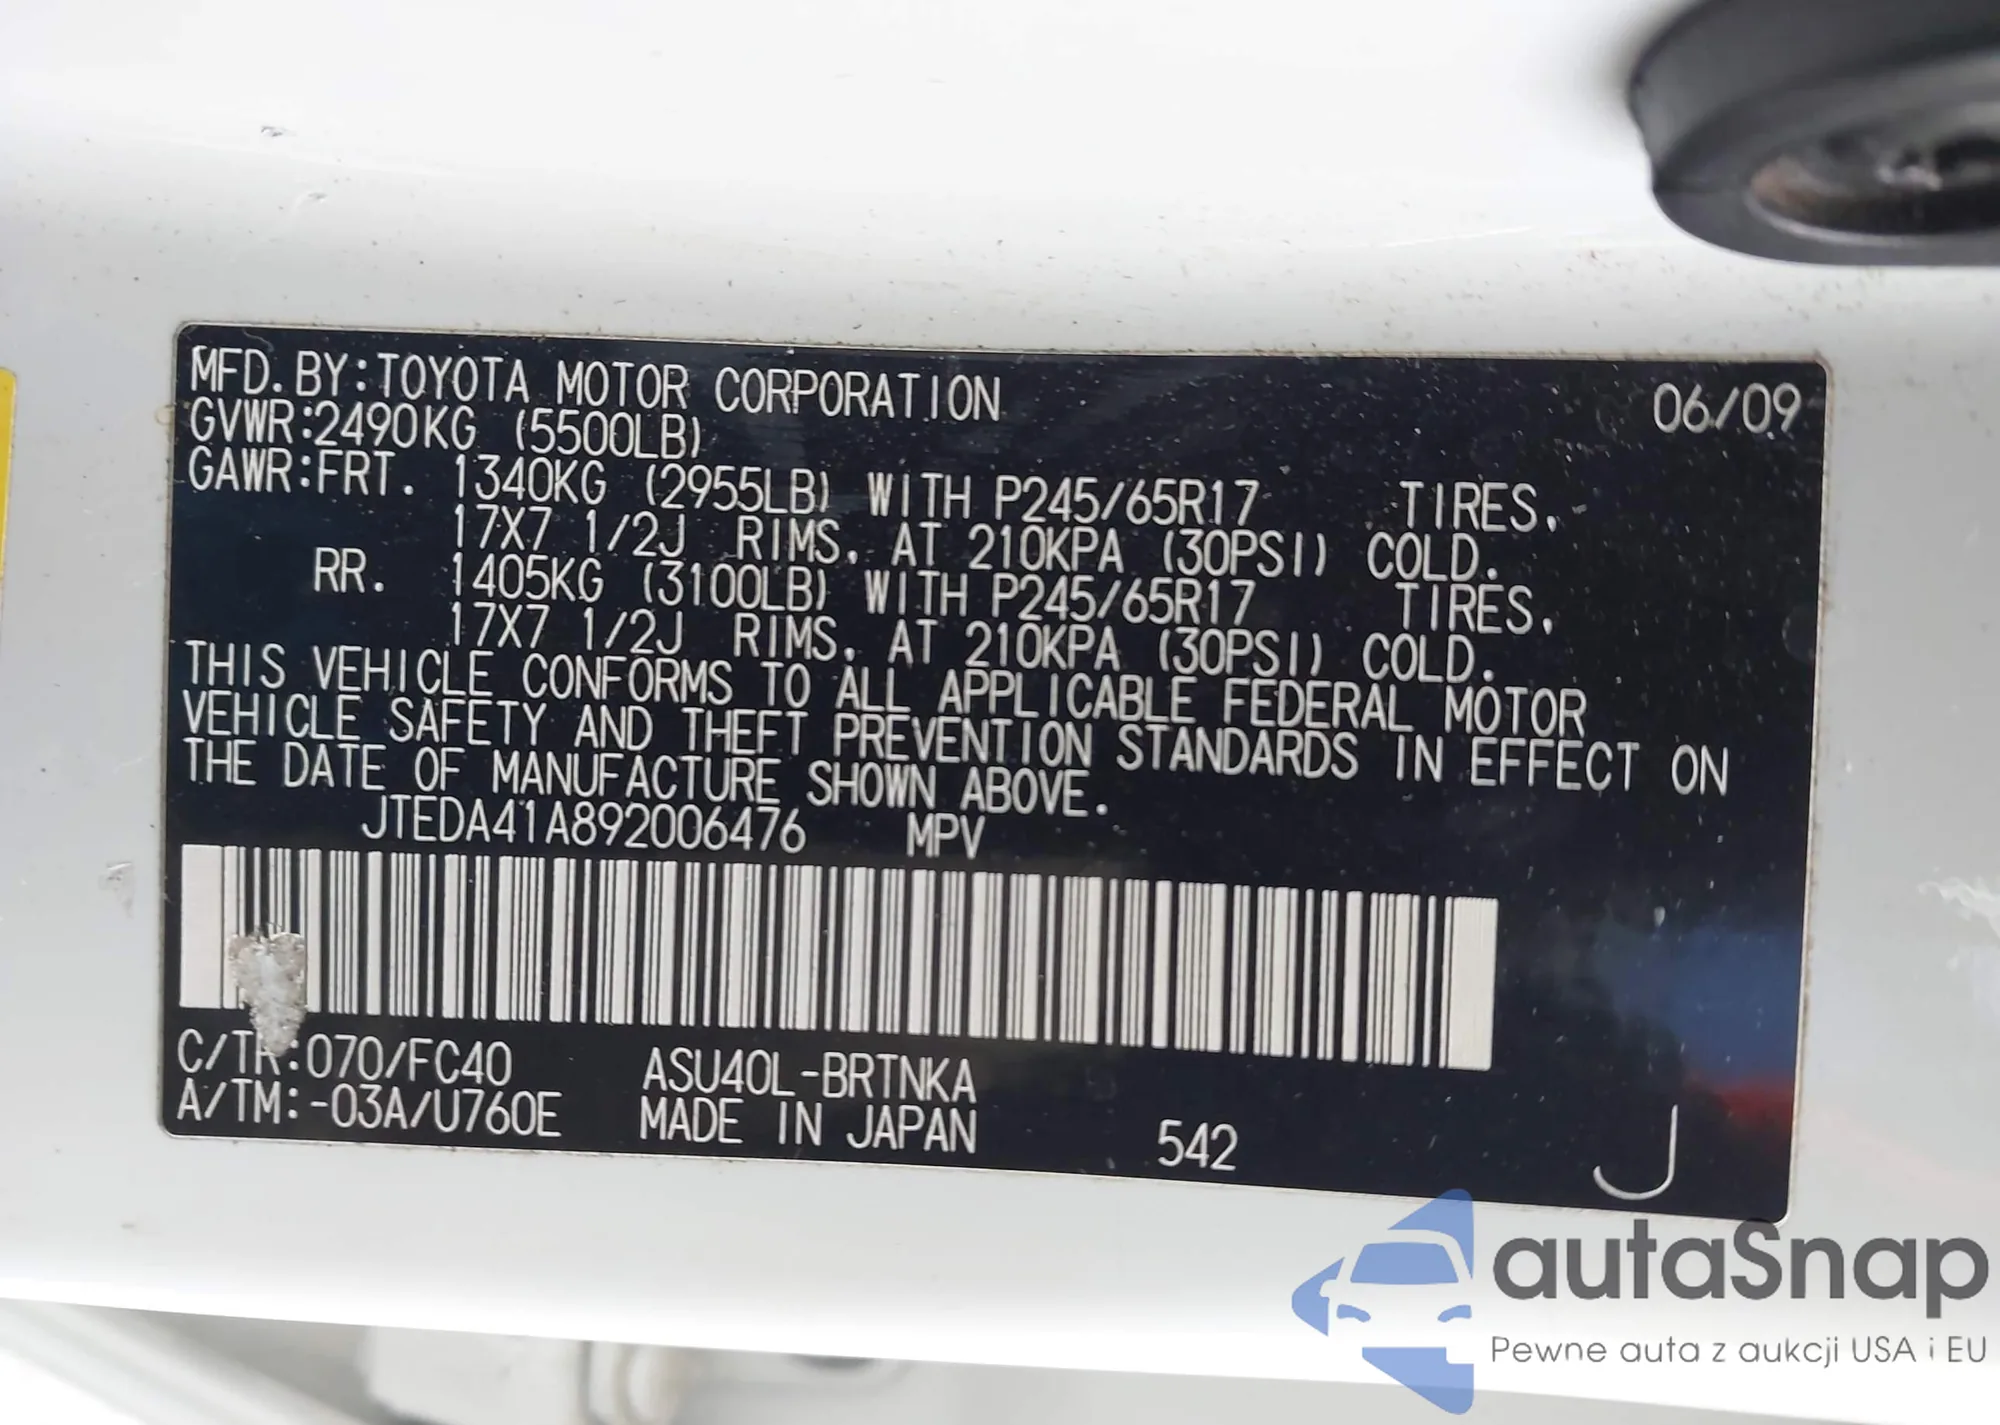 MFD. BY: TOYOTA MOTOR CORPORATION 06/09
GVWR: 2490KG (5500LB)
GAWR: FRT. 1340KG (2955LB) WITH P245/65R17 TIRES,
17X7 1/2J RIMS, AT 210KPA (30PSI) COLD.
RR. 1405KG (3100LB) WITH P245/65R17 TIRES,
17X7 1/2J RIMS, AT 210KPA (30PSI) COLD.
THIS VEHICLE CONFORMS TO ALL APPLICABLE FEDERAL MOTOR
VEHICLE SAFETY AND THEFT PREVENTION STANDARDS IN EFFECT ON
THE DATE OF MANUFACTURE SHOWN ABOVE.
JTEDA41A892006476 MPV
C/TR: 070/FC40 ASU40L-BRTNKA
A/TM: -03A/U760E MADE IN JAPAN 542 J
autoSnap
Pewne auta z aukcji USA i EU